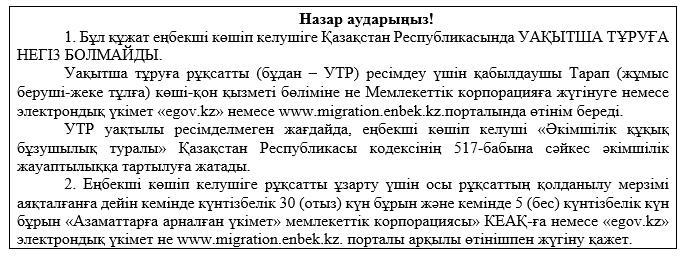 Назар аударыңыз!
1. Бұл құжат еңбекші көшіп келушіге Қазақстан Республикасында УАҚЫТША ТҰРУҒА
НЕГІЗ БОЛМАЙДЫ.
Уақытша тұруға рұқсатты (бұдан – УТР) ресімдеу үшін қабылдаушы Тарап (жұмыс
беруші-жеке тұлға) көші-қон қызметі бөліміне не Мемлекеттік корпорацияға жүгінуге немесе
электрондық үкімет «egov.kz» немесе www.migration.enbek.kz.порталында өтінім береді.
УТР уақтылы ресімделмеген жағдайда, еңбекші көшіп келуші «Әкімшілік құқық
бұзушылық туралы» Қазақстан Республикасы кодексінің 517-бабына сәйкес әкімшілік
жауаптылыққа тартылуға жатады.
2. Еңбекші көшіп келушіге рұқсатты ұзарту үшін осы рұқсаттың қолданылу мерзімі
аяқталғанға дейін кемінде күнтізбелік 30 (отыз) күн бұрын және кемінде 5 (бес) күнтізбелік күн
бұрын «Азаматтарға арналған үкімет» мемлекеттік корпорациясы» КЕАҚ-ға немесе «egov.kz»
электрондық үкімет не www.migration.enbek.kz. порталы арқылы өтінішпен жүгіну қажет.